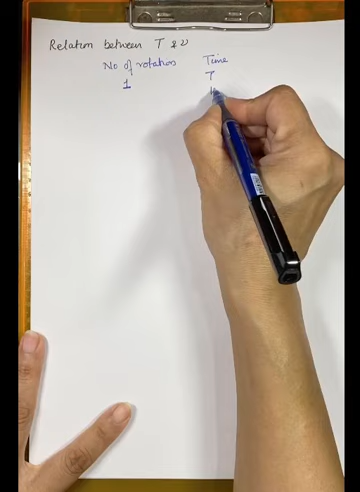 Relation between T & ν
No of rotation Time
1 T